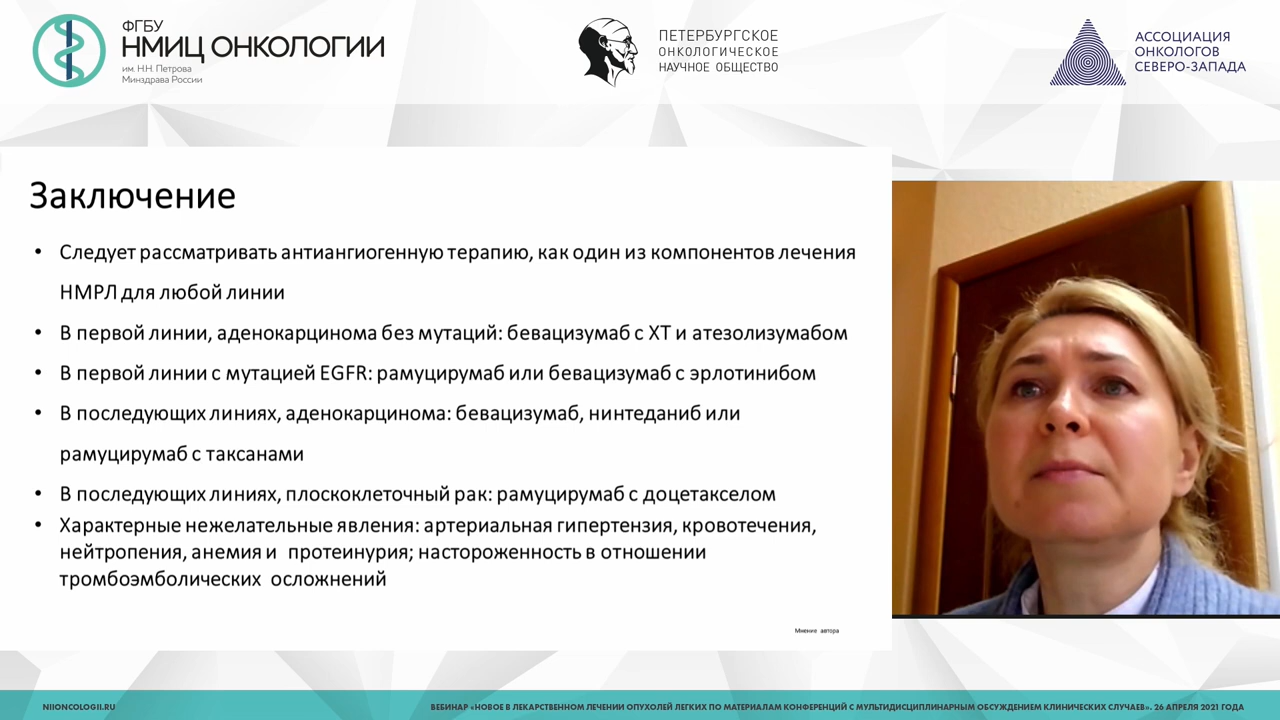 ФГБУ
НМИЦ ОНКОЛОГИИ
им. Н.Н. Петрова
Минздрава России
ПЕТЕРБУРГСКОЕ
ОНКОЛОГИЧЕСКОЕ
НАУЧНОЕ ОБЩЕСТВО
АССОЦИАЦИЯ
ОНКОЛОГОВ
СЕВЕРО-ЗАПАДА
Заключение
• Следует рассматривать антиангиогенную терапию, как один из компонентов лечения
НМРЛ для любой линии
• В первой линии, аденокарцинома без мутаций: бевацизумаб с ХТ и атезолизумабом
• В первой линии с мутацией EGFR: рамуцирумаб или бевацизумаб с эрлотинибом
• В последующих линиях, аденокарцинома: бевацизумаб, нинтеданиб или
рамуцирумаб с таксанами
• В последующих линиях, плоскоклеточный рак: рамуцирумаб с доцетакселом
• Характерные нежелательные явления: артериальная гипертензия, кровотечения,
нейтропения, анемия и протеинурия; настороженность в отношении
тромбоэмболических осложнений
Мнение автора
NIIONCOLOGII.RU
ВЕБИНАР «НОВОЕ В ЛЕКАРСТВЕННОМ ЛЕЧЕНИИ ОПУХОЛЕЙ ЛЕГКИХ ПО МАТЕРИАЛАМ КОНФЕРЕНЦИЙ С МУЛЬТИДИСЦИПЛИНАРНЫМ ОБСУЖДЕНИЕМ КЛИНИЧЕСКИХ СЛУЧАЕВ». 26 АПРЕЛЯ 2021 ГОДА